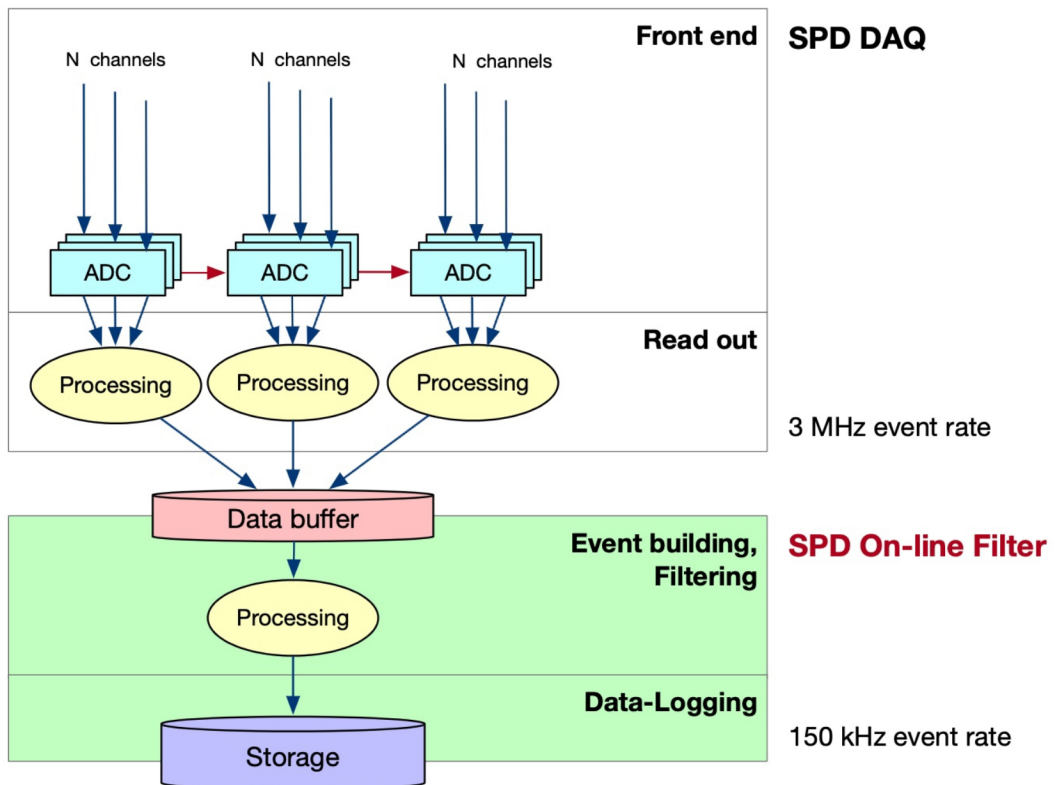 Front end
SPD DAQ
N channels
N channels
N channels
ADC
ADC
ADC
Read out
Processing
Processing
Processing
3 MHz event rate
Data buffer
Event building,
Filtering
SPD On-line Filter
Processing
Data-Logging
150 kHz event rate
Storage